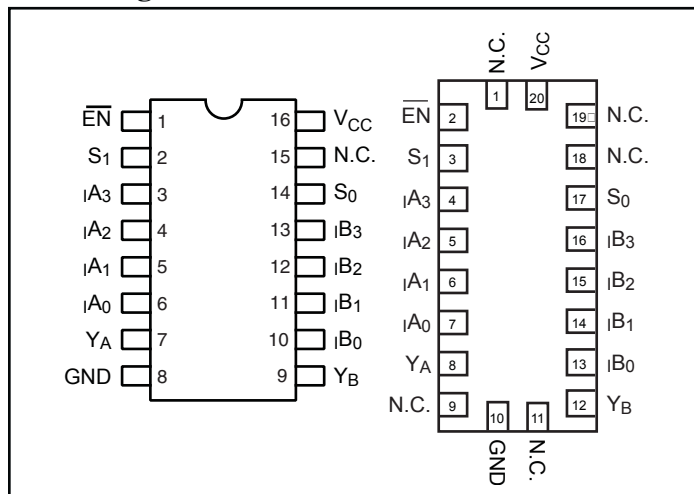 EN 1 16 VCC
S1 2 15 N.C.
IA3 3 14 S0
IA2 4 13 IB3
IA1 5 12 IB2
IA0 6 11 IB1
YA 7 10 IB0
GND 8 9 YB
N.C. VCC
1 20
EN 2 19 N.C.
S1 3 18 N.C.
IA3 4 17 S0
IA2 5 16 IB3
IA1 6 15 IB2
IA0 7 14 IB1
YA 8 13 IB0
N.C. 9 12 YB
10 11
GND N.C.